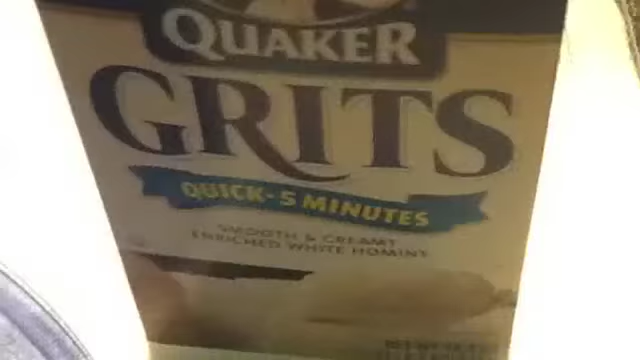 QUAKER
GRITS
QUICK-5 MINUTES
SMOOTH & CREAMY
ENRICHED WHITE HOMINY